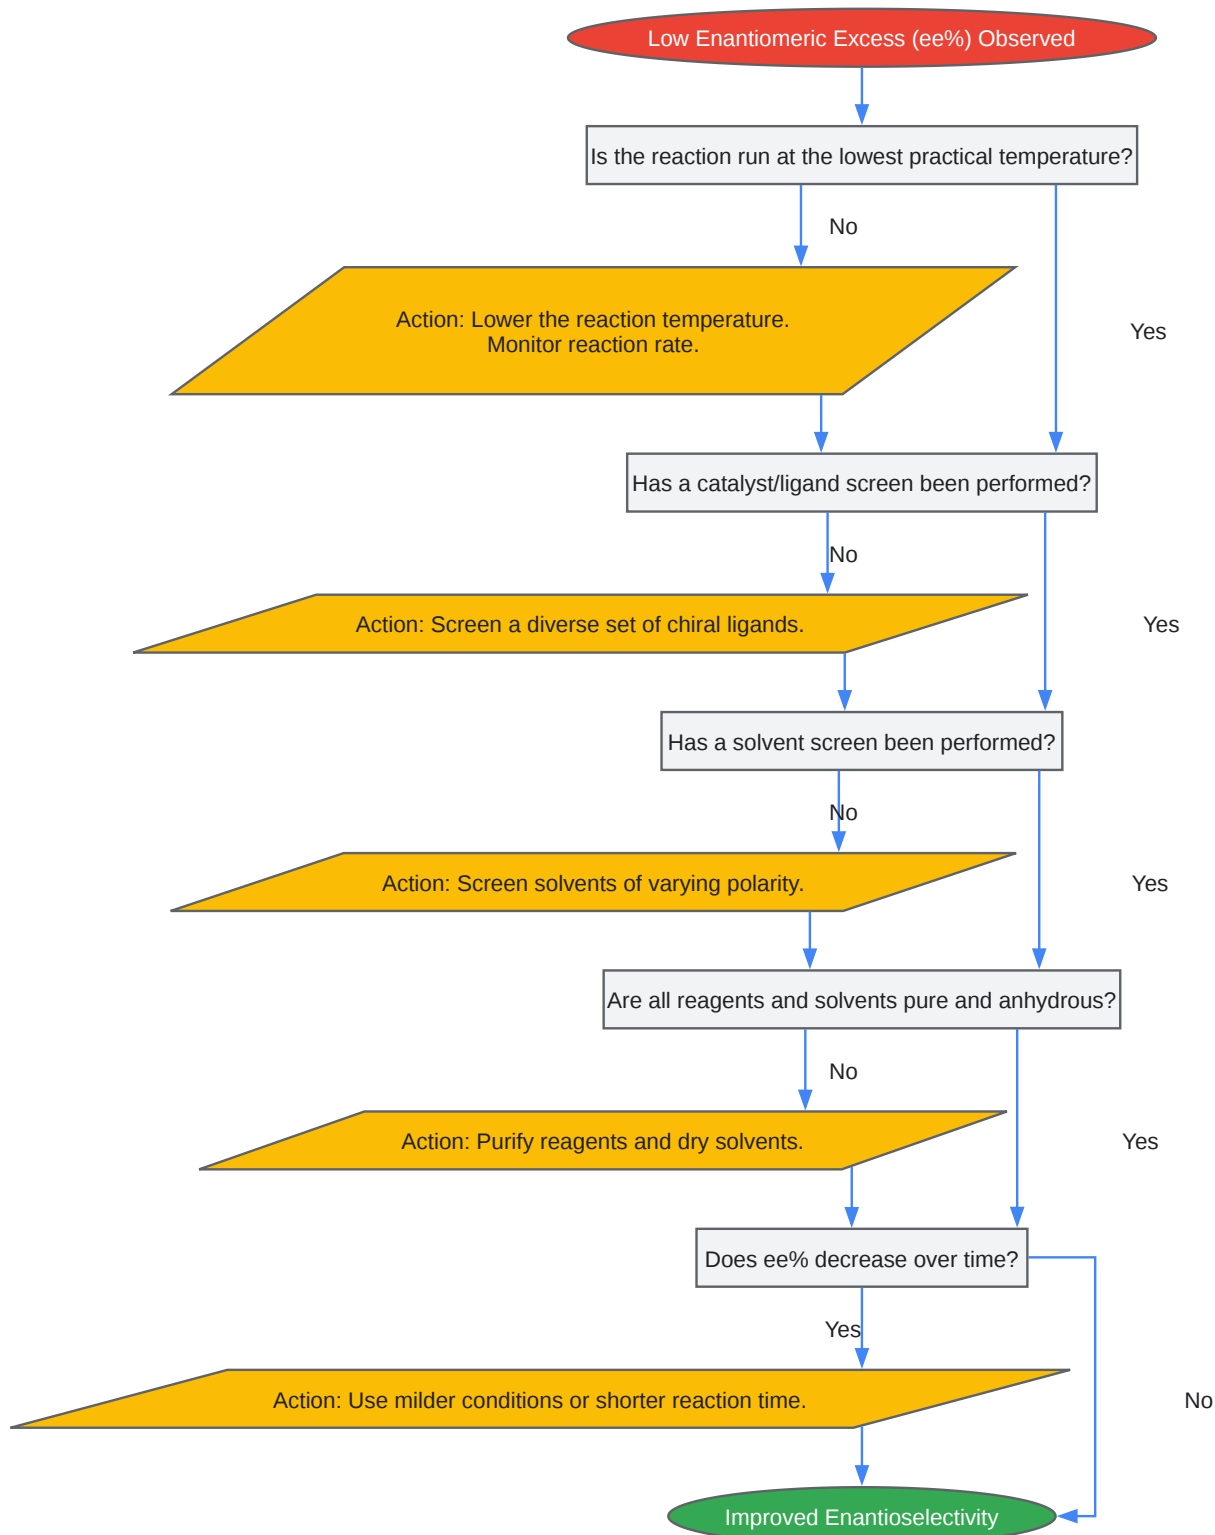 Low Enantiomeric Excess (ee%) Observed
Is the reaction run at the lowest practical temperature?
No
Action: Lower the reaction temperature.
Monitor reaction rate.
Yes
Has a catalyst/ligand screen been performed?
No
Action: Screen a diverse set of chiral ligands.
Yes
Has a solvent screen been performed?
No
Action: Screen solvents of varying polarity.
Yes
Are all reagents and solvents pure and anhydrous?
No
Action: Purify reagents and dry solvents.
Yes
Does ee% decrease over time?
Yes
Action: Use milder conditions or shorter reaction time.
No
Improved Enantioselectivity